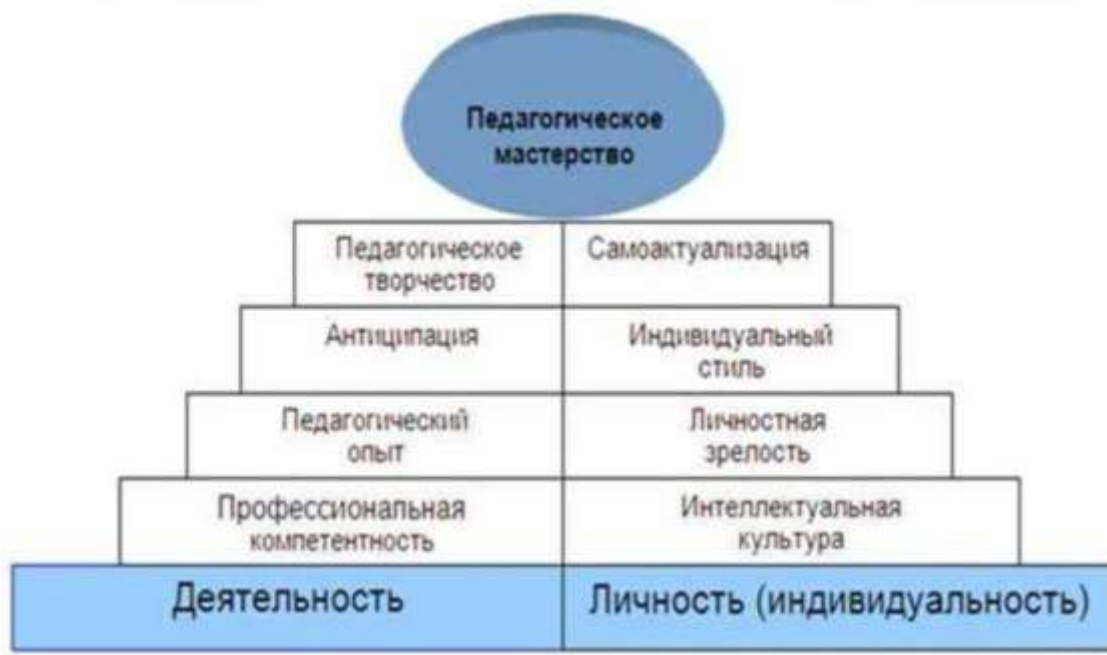 Педагогическое
мастерство
Педагогическое
творчество
Самоактуализация
Антиципация
Индивидуальный
стиль
Педагогический
опыт
Личностная
зрелость
Профессиональная
компетентность
Интеллектуальная
культура
Деятельность
Личность (индивидуальность)